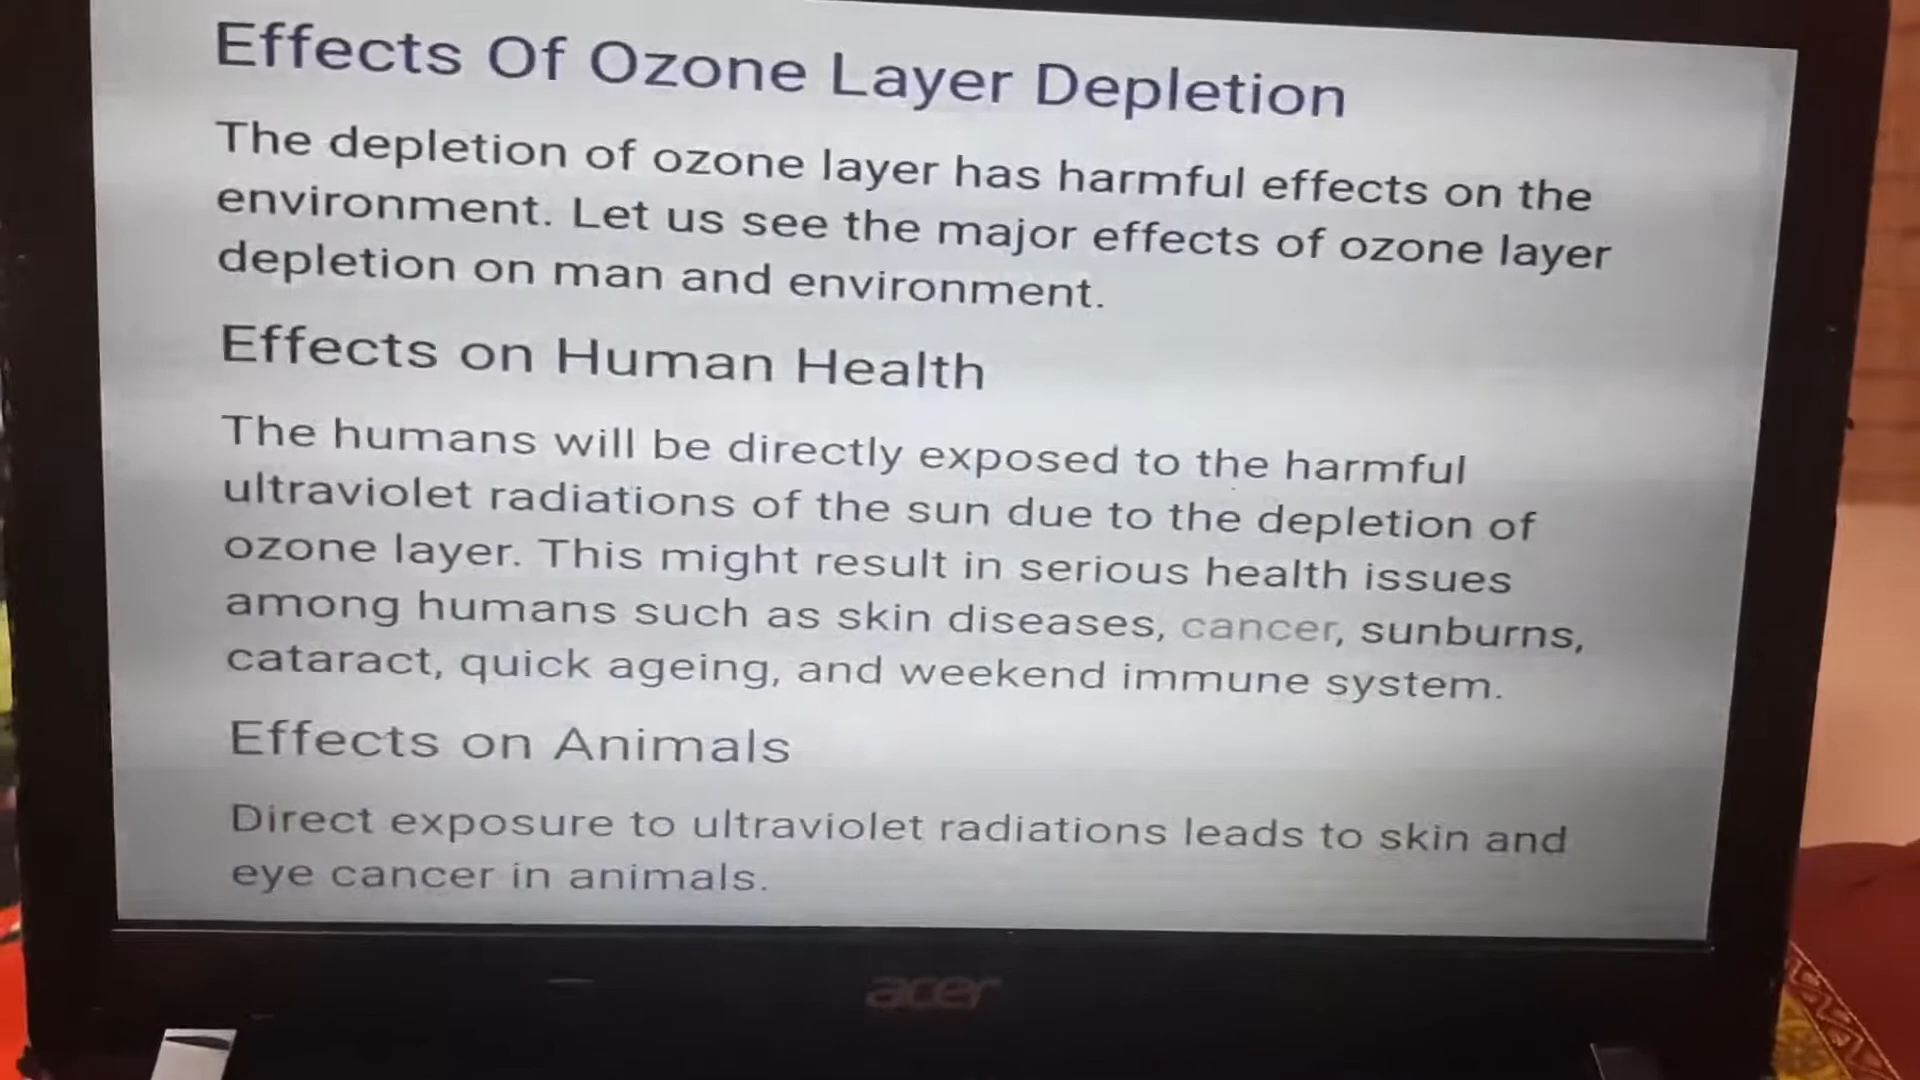 Effects Of Ozone Layer Depletion
The depletion of ozone layer has harmful effects on the
environment. Let us see the major effects of ozone layer
depletion on man and environment.
Effects on Human Health
The humans will be directly exposed to the harmful
ultraviolet radiations of the sun due to the depletion of
ozone layer. This might result in serious health issues
among humans such as skin diseases, cancer, sunburns,
cataract, quick ageing, and weekend immune system.
Effects on Animals
Direct exposure to ultraviolet radiations leads to skin and
eye cancer in animals.
acer